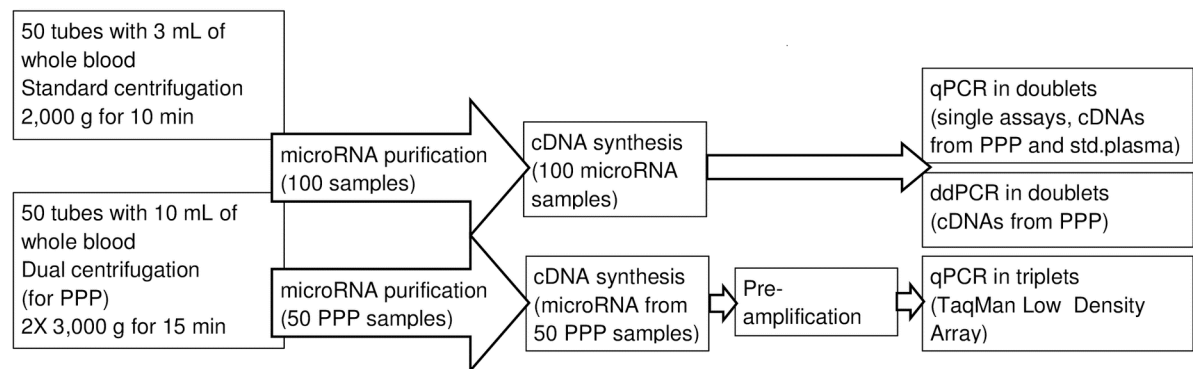 50 tubes with 3 mL of
whole blood
Standard centrifugation
2,000 g for 10 min
50 tubes with 10 mL of
whole blood
Dual centrifugation
(for PPP)
2X 3,000 g for 15 min
microRNA purification
(100 samples)
microRNA purification
(50 PPP samples)
cDNA synthesis
(100 microRNA
samples)
cDNA synthesis
(microRNA from
50 PPP samples)
Pre-
amplification
qPCR in doublets
(single assays, cDNAs
from PPP and std.plasma)
ddPCR in doublets
(cDNAs from PPP)
qPCR in triplets
(TaqMan Low Density
Array)